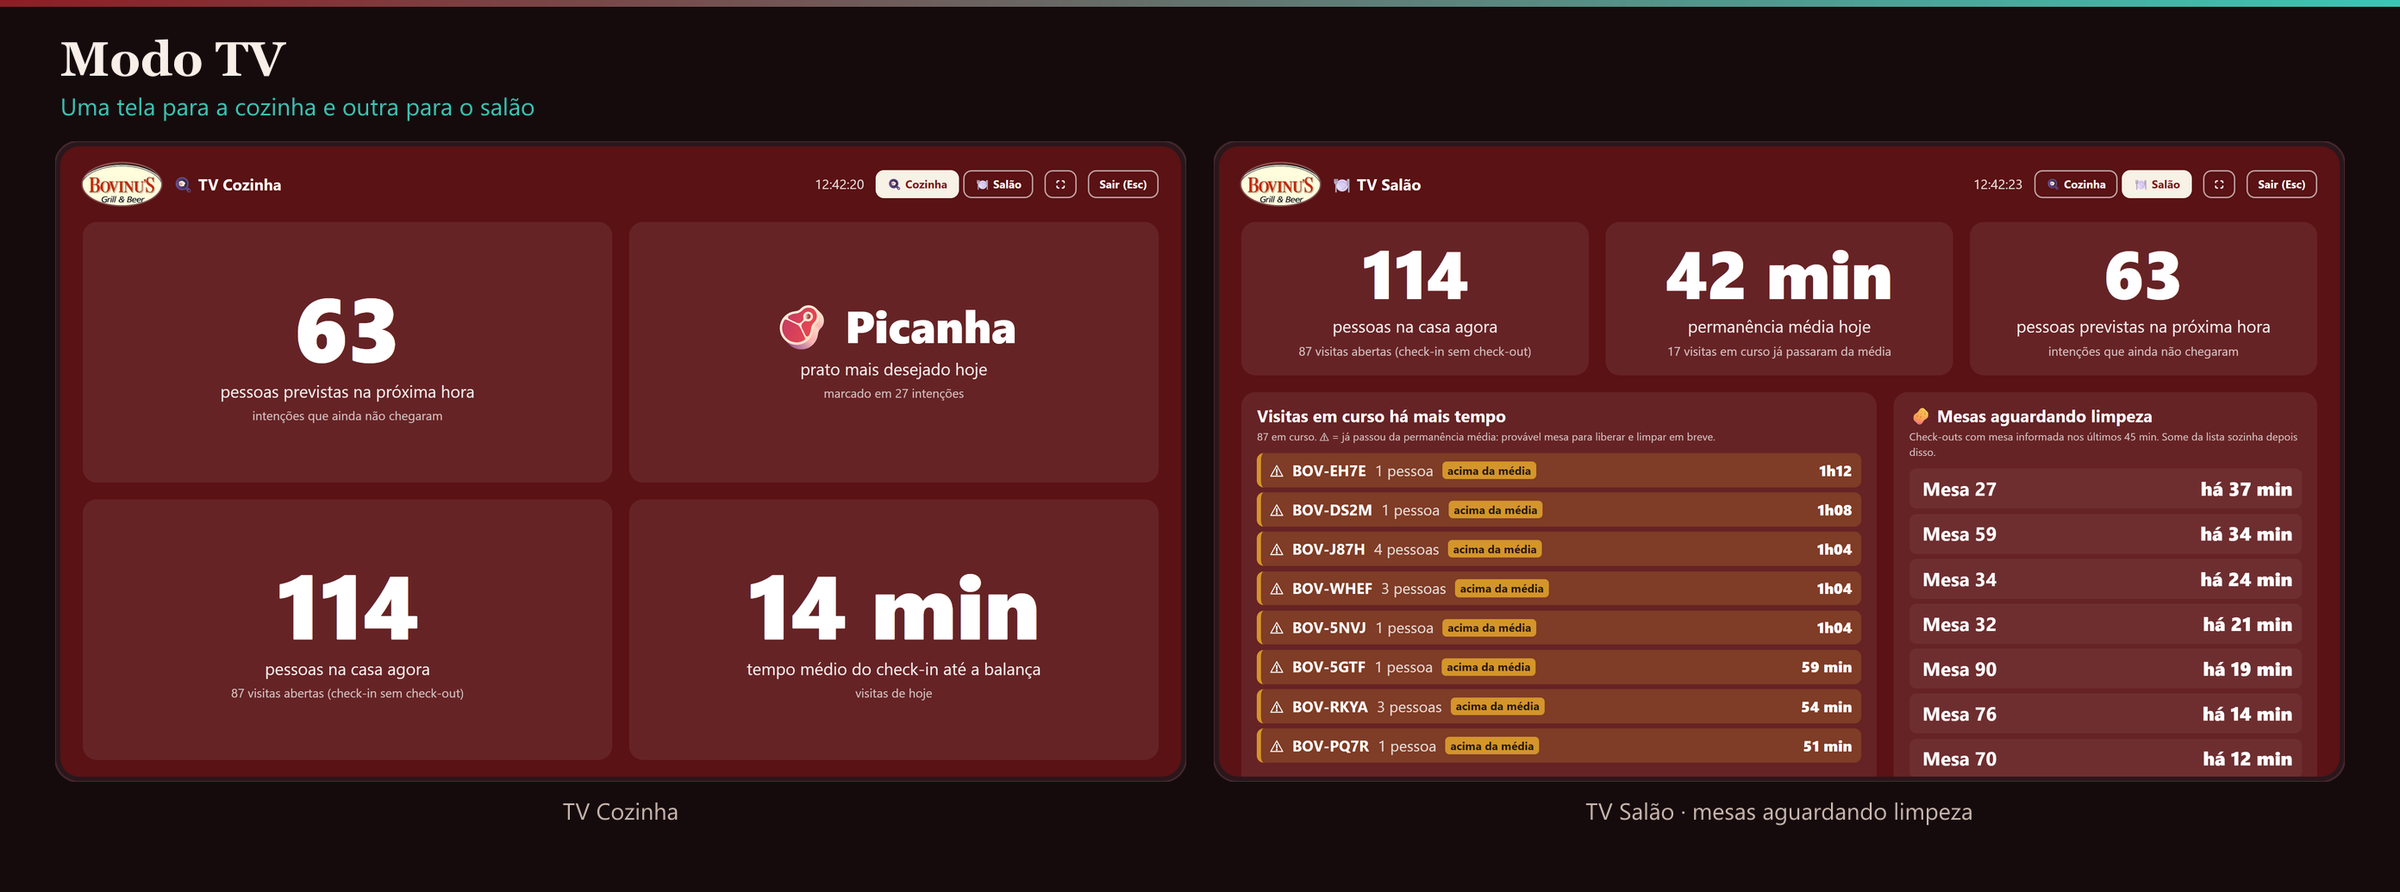 Modo TV
Uma tela para a cozinha e outra para o salão
BOVINU'S
Grill & Beer
TV Cozinha
12:42:20
Cozinha
Salão
Sair (Esc)
63
pessoas previstas na próxima hora
intenções que ainda não chegaram
Picanha
prato mais desejado hoje
marcado em 27 intenções
114
pessoas na casa agora
87 visitas abertas (check-in sem check-out)
14 min
tempo médio do check-in até a balança
visitas de hoje
TV Cozinha
BOVINU'S
Grill & Beer
TV Salão
12:42:23
Cozinha
Salão
Sair (Esc)
114
pessoas na casa agora
87 visitas abertas (check-in sem check-out)
42 min
permanência média hoje
17 visitas em curso já passaram da média
63
pessoas previstas na próxima hora
intenções que ainda não chegaram
Visitas em curso há mais tempo
87 em curso. ⚠ = já passou da permanência média: provável mesa para liberar e limpar em breve.
⚠ BOV-EH7E 1 pessoa acima da média 1h12
⚠ BOV-DS2M 1 pessoa acima da média 1h08
⚠ BOV-J87H 4 pessoas acima da média 1h04
⚠ BOV-WHEF 3 pessoas acima da média 1h04
⚠ BOV-5NVJ 1 pessoa acima da média 1h04
⚠ BOV-5GTF 1 pessoa acima da média 59 min
⚠ BOV-RKYA 3 pessoas acima da média 54 min
⚠ BOV-PQ7R 1 pessoa acima da média 51 min
Mesas aguardando limpeza
Check-outs com mesa informada nos últimos 45 min. Some da lista sozinha depois
disso.
Mesa 27 há 37 min
Mesa 59 há 34 min
Mesa 34 há 24 min
Mesa 32 há 21 min
Mesa 90 há 19 min
Mesa 76 há 14 min
Mesa 70 há 12 min
TV Salão · mesas aguardando limpeza